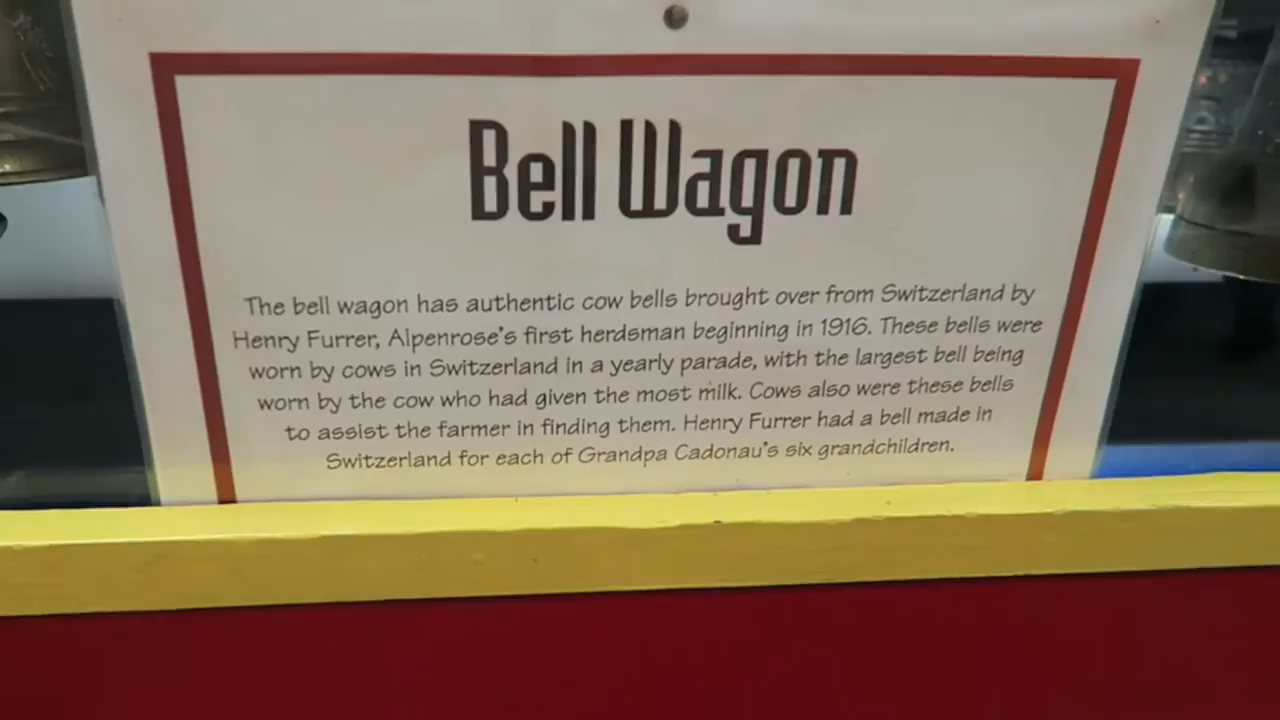 Bell Wagon
The bell wagon has authentic cow bells brought over from Switzerland by
Henry Furrer, Alpenrose's first herdsman beginning in 1916. These bells were
worn by cows in Switzerland in a yearly parade, with the largest bell being
worn by the cow who had given the most milk. Cows also were these bells
to assist the farmer in finding them. Henry Furrer had a bell made in
Switzerland for each of Grandpa Cadonau's six grandchildren.